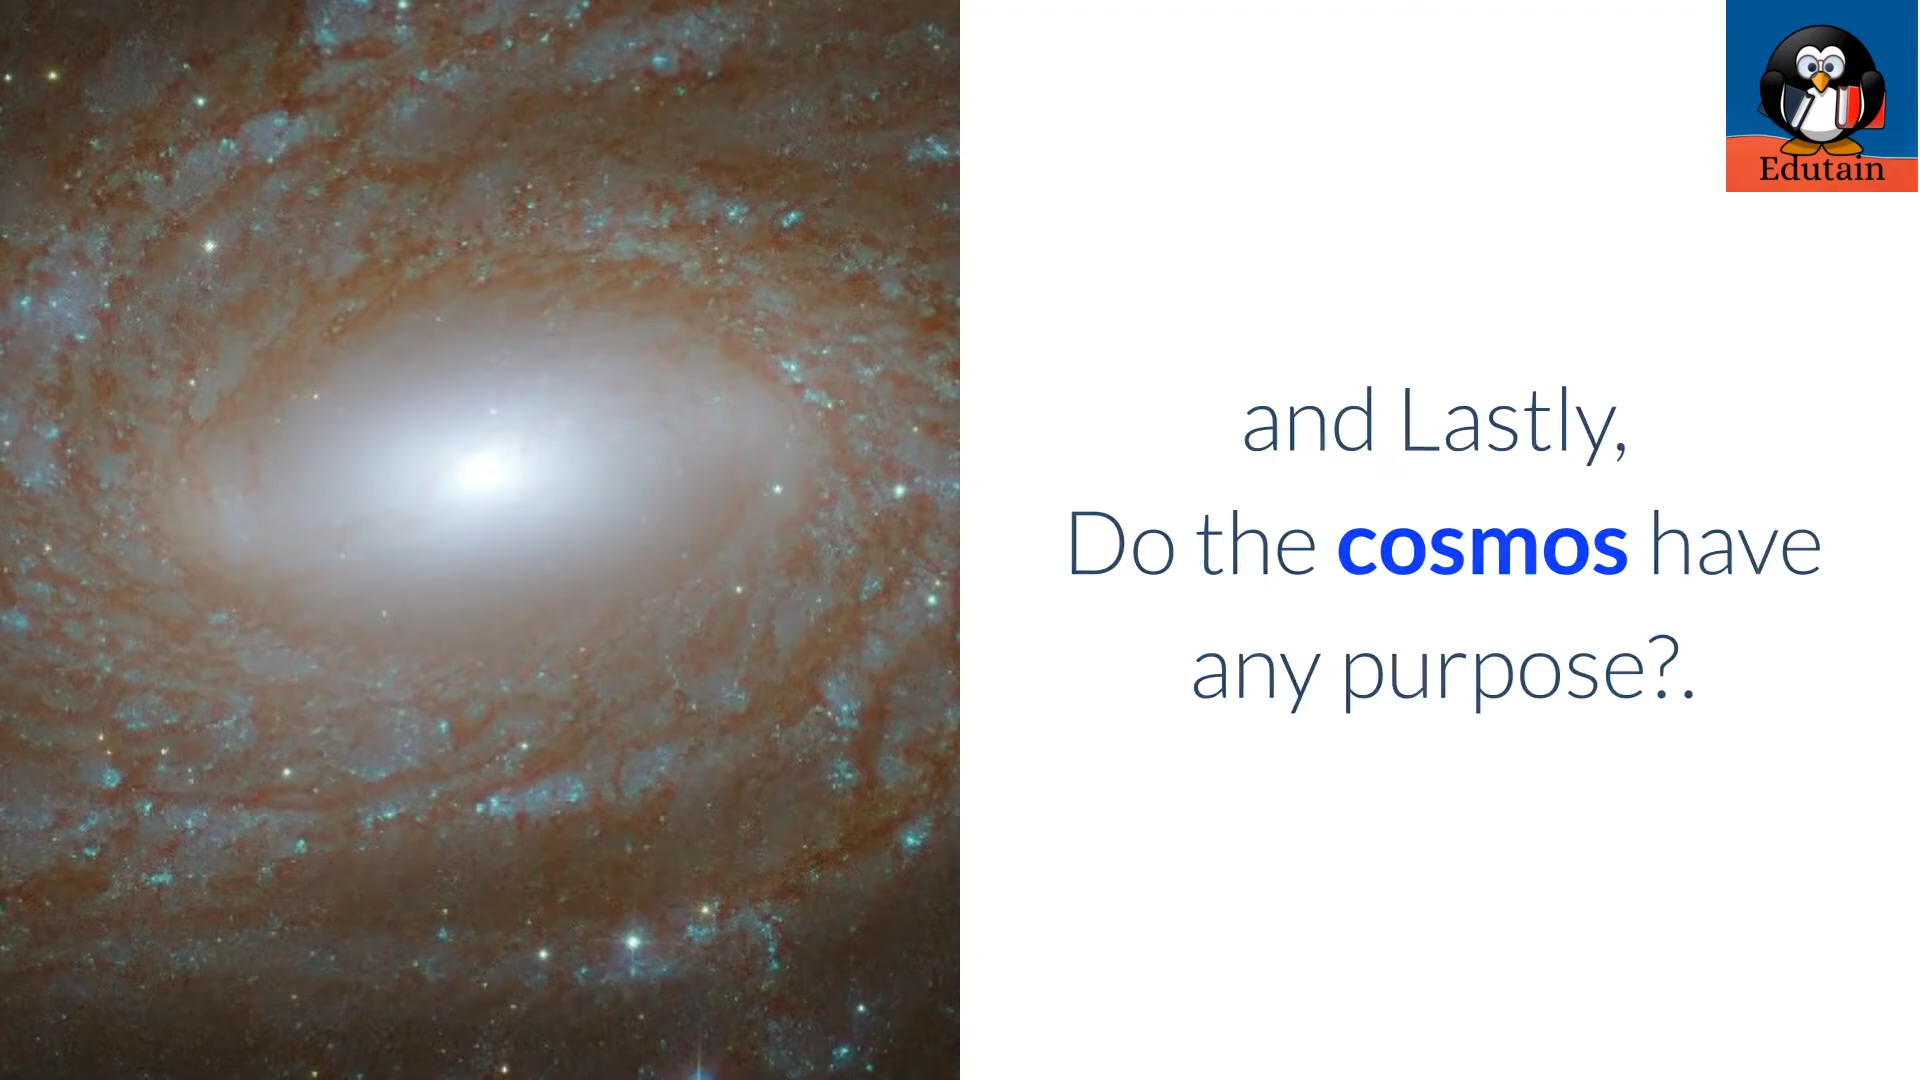 Edutain
and Lastly,
Do the cosmos have
any purpose?.